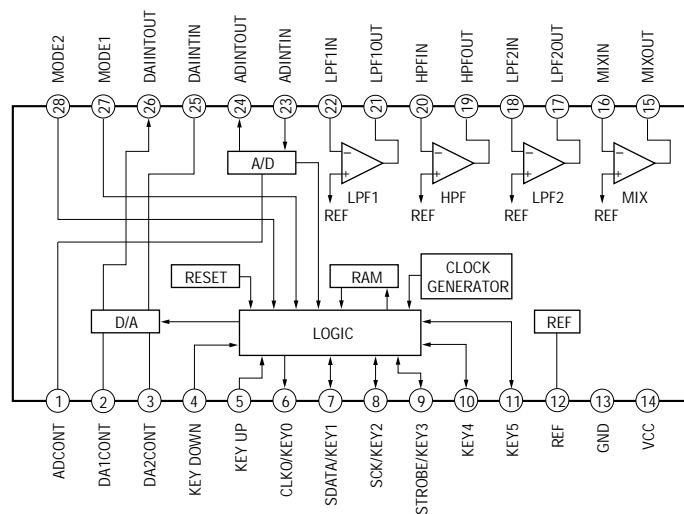 MODE2
MODE1
DAIINTOUT
DAIINTIN
ADINTOUT
ADINTIN
LPF1IN
LPF1OUT
HPFIN
HPFOUT
LPF2IN
LPF2OUT
MIXIN
MIXOUT
28
27
26
25
24
23
22
21
20
19
18
17
16
15
A/D
−
+
LPF1
REF
−
+
HPF
REF
−
+
LPF2
REF
−
+
MIX
REF
RESET
RAM
CLOCK
GENERATOR
D/A
LOGIC
REF
1
2
3
4
5
6
7
8
9
10
11
12
13
14
ADCONT
DA1CONT
DA2CONT
KEY DOWN
KEY UP
CLKO/KEY0
SDATA/KEY1
SCK/KEY2
STROBE/KEY3
KEY4
KEY5
REF
GND
VCC